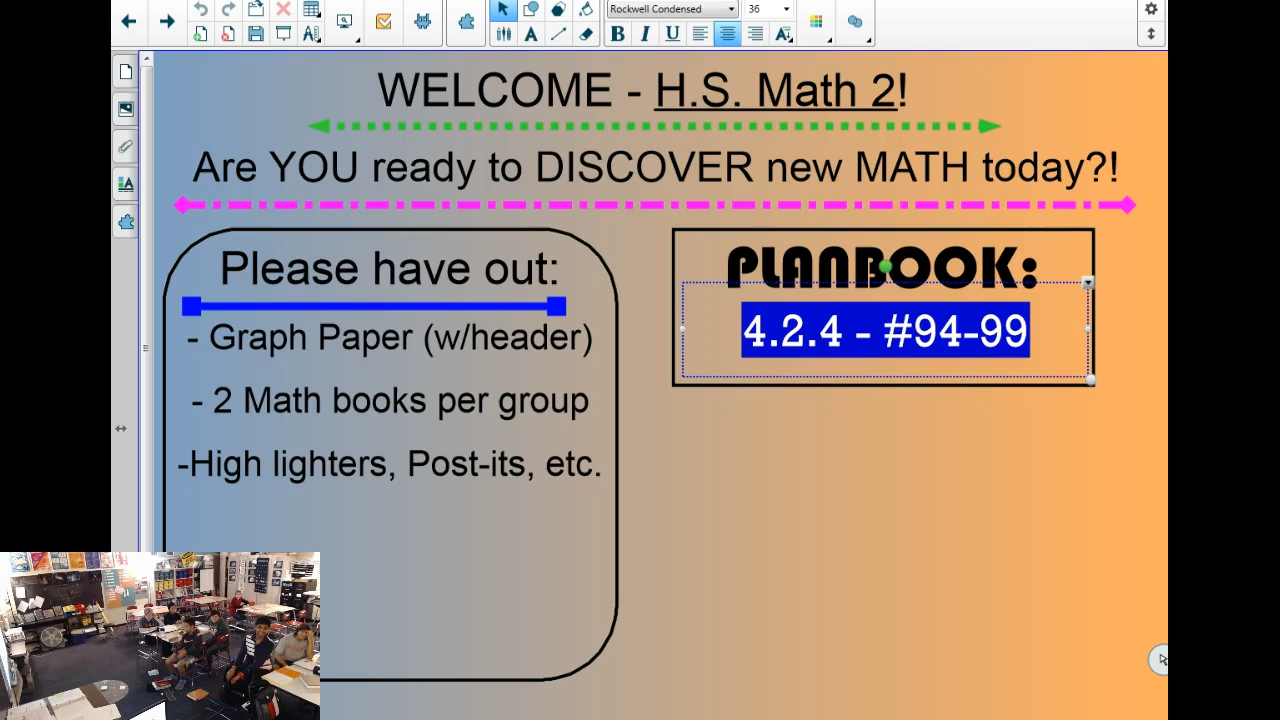 Rockwell Condensed
36
B I U A
WELCOME - H.S. Math 2!
Are YOU ready to DISCOVER new MATH today?!
Please have out:
- Graph Paper (w/header)
- 2 Math books per group
-High lighters, Post-its, etc.
PLANBOOK:
4.2.4 - #94-99